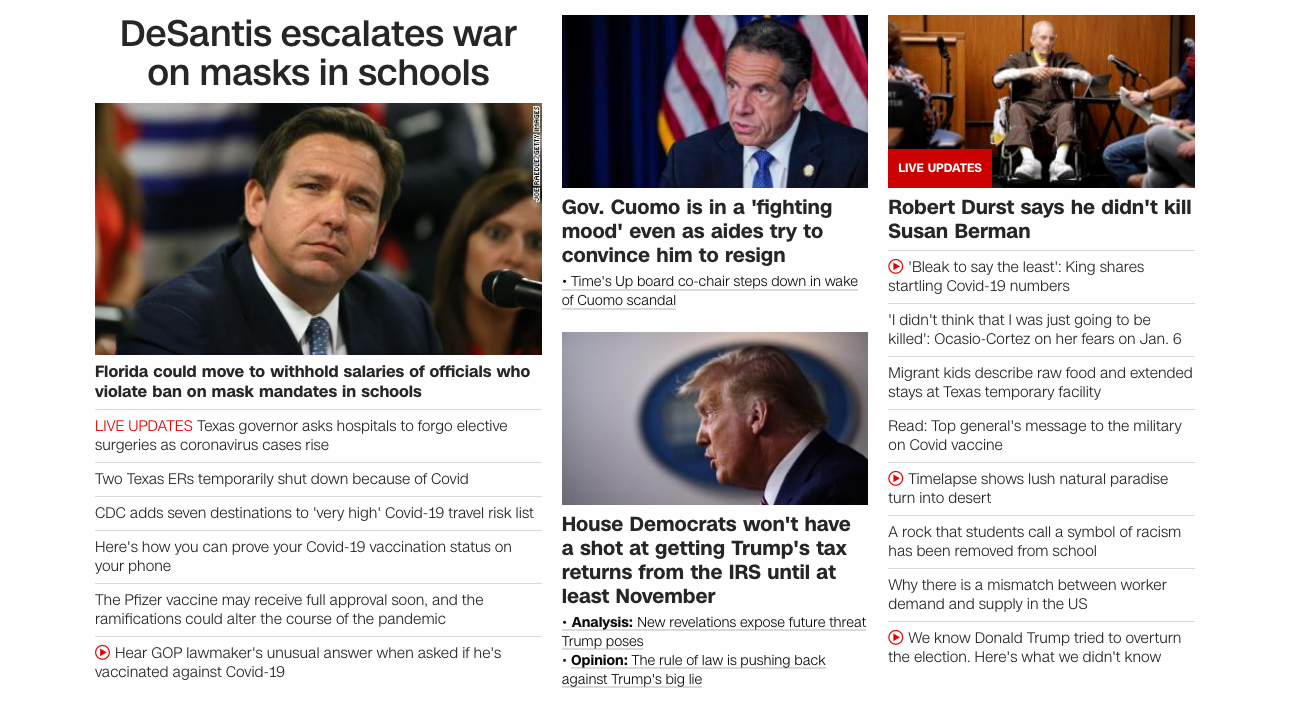 DeSantis escalates war
on masks in schools
JOE RAEDLE/GETTY IMAGES
Florida could move to withhold salaries of officials who
violate ban on mask mandates in schools
LIVE UPDATES Texas governor asks hospitals to forgo elective
surgeries as coronavirus cases rise
Two Texas ERs temporarily shut down because of Covid
CDC adds seven destinations to 'very high' Covid-19 travel risk list
Here's how you can prove your Covid-19 vaccination status on
your phone
The Pfizer vaccine may receive full approval soon, and the
ramifications could alter the course of the pandemic
Hear GOP lawmaker's unusual answer when asked if he's
vaccinated against Covid-19
Gov. Cuomo is in a 'fighting
mood' even as aides try to
convince him to resign
• Time's Up board co-chair steps down in wake
of Cuomo scandal
House Democrats won't have
a shot at getting Trump's tax
returns from the IRS until at
least November
• Analysis: New revelations expose future threat
Trump poses
• Opinion: The rule of law is pushing back
against Trump's big lie
LIVE UPDATES
Robert Durst says he didn't kill
Susan Berman
'Bleak to say the least': King shares
startling Covid-19 numbers
'I didn't think that I was just going to be
killed': Ocasio-Cortez on her fears on Jan. 6
Migrant kids describe raw food and extended
stays at Texas temporary facility
Read: Top general's message to the military
on Covid vaccine
Timelapse shows lush natural paradise
turn into desert
A rock that students call a symbol of racism
has been removed from school
Why there is a mismatch between worker
demand and supply in the US
We know Donald Trump tried to overturn
the election. Here's what we didn't know